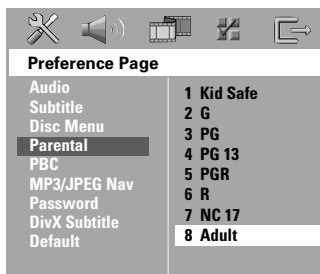 Preference Page
Audio
Subtitle
Disc Menu
Parental
PBC
MP3/JPEG Nav
Password
DivX Subtitle
Default
1 Kid Safe
2 G
3 PG
4 PG 13
5 PGR
6 R
7 NC 17
8 Adult